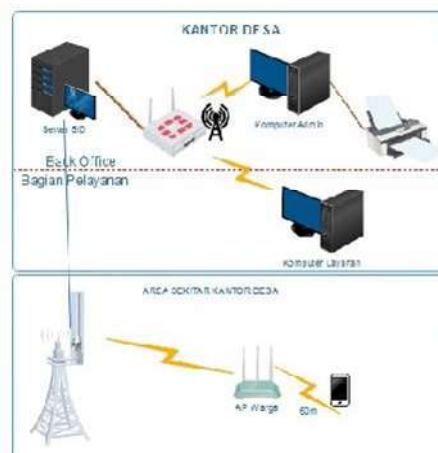 KANTOR DESA
Server SID
Komputer Admin
Back Office
Bagian Pelayanan
Komputer Layanan
AREA SEKITAR KANTOR DESA
AP Warga
60m